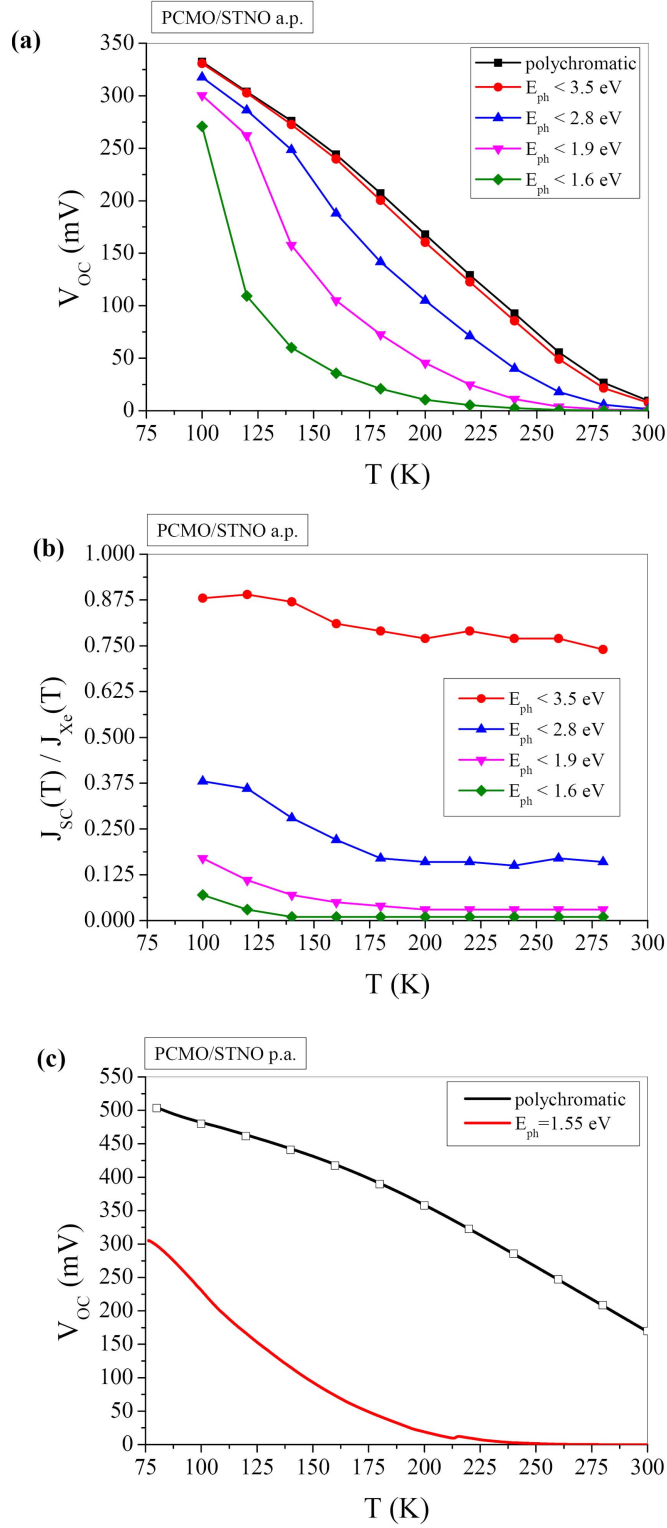 PCMO/STNO a.p.
(a)
350
300
250
200
150
100
50
0
V_OC (mV)
polychromatic
E_ph < 3.5 eV
E_ph < 2.8 eV
E_ph < 1.9 eV
E_ph < 1.6 eV
75 100 125 150 175 200 225 250 275 300
T (K)
PCMO/STNO a.p.
(b)
1.000
0.875
0.750
0.625
0.500
0.375
0.250
0.125
0.000
J_SC(T) / J_Xe(T)
E_ph < 3.5 eV
E_ph < 2.8 eV
E_ph < 1.9 eV
E_ph < 1.6 eV
75 100 125 150 175 200 225 250 275 300
T (K)
(c)
PCMO/STNO p.a.
550
500
450
400
350
300
250
200
150
100
50
0
V_OC (mV)
polychromatic
E_ph=1.55 eV
75 100 125 150 175 200 225 250 275 300
T (K)